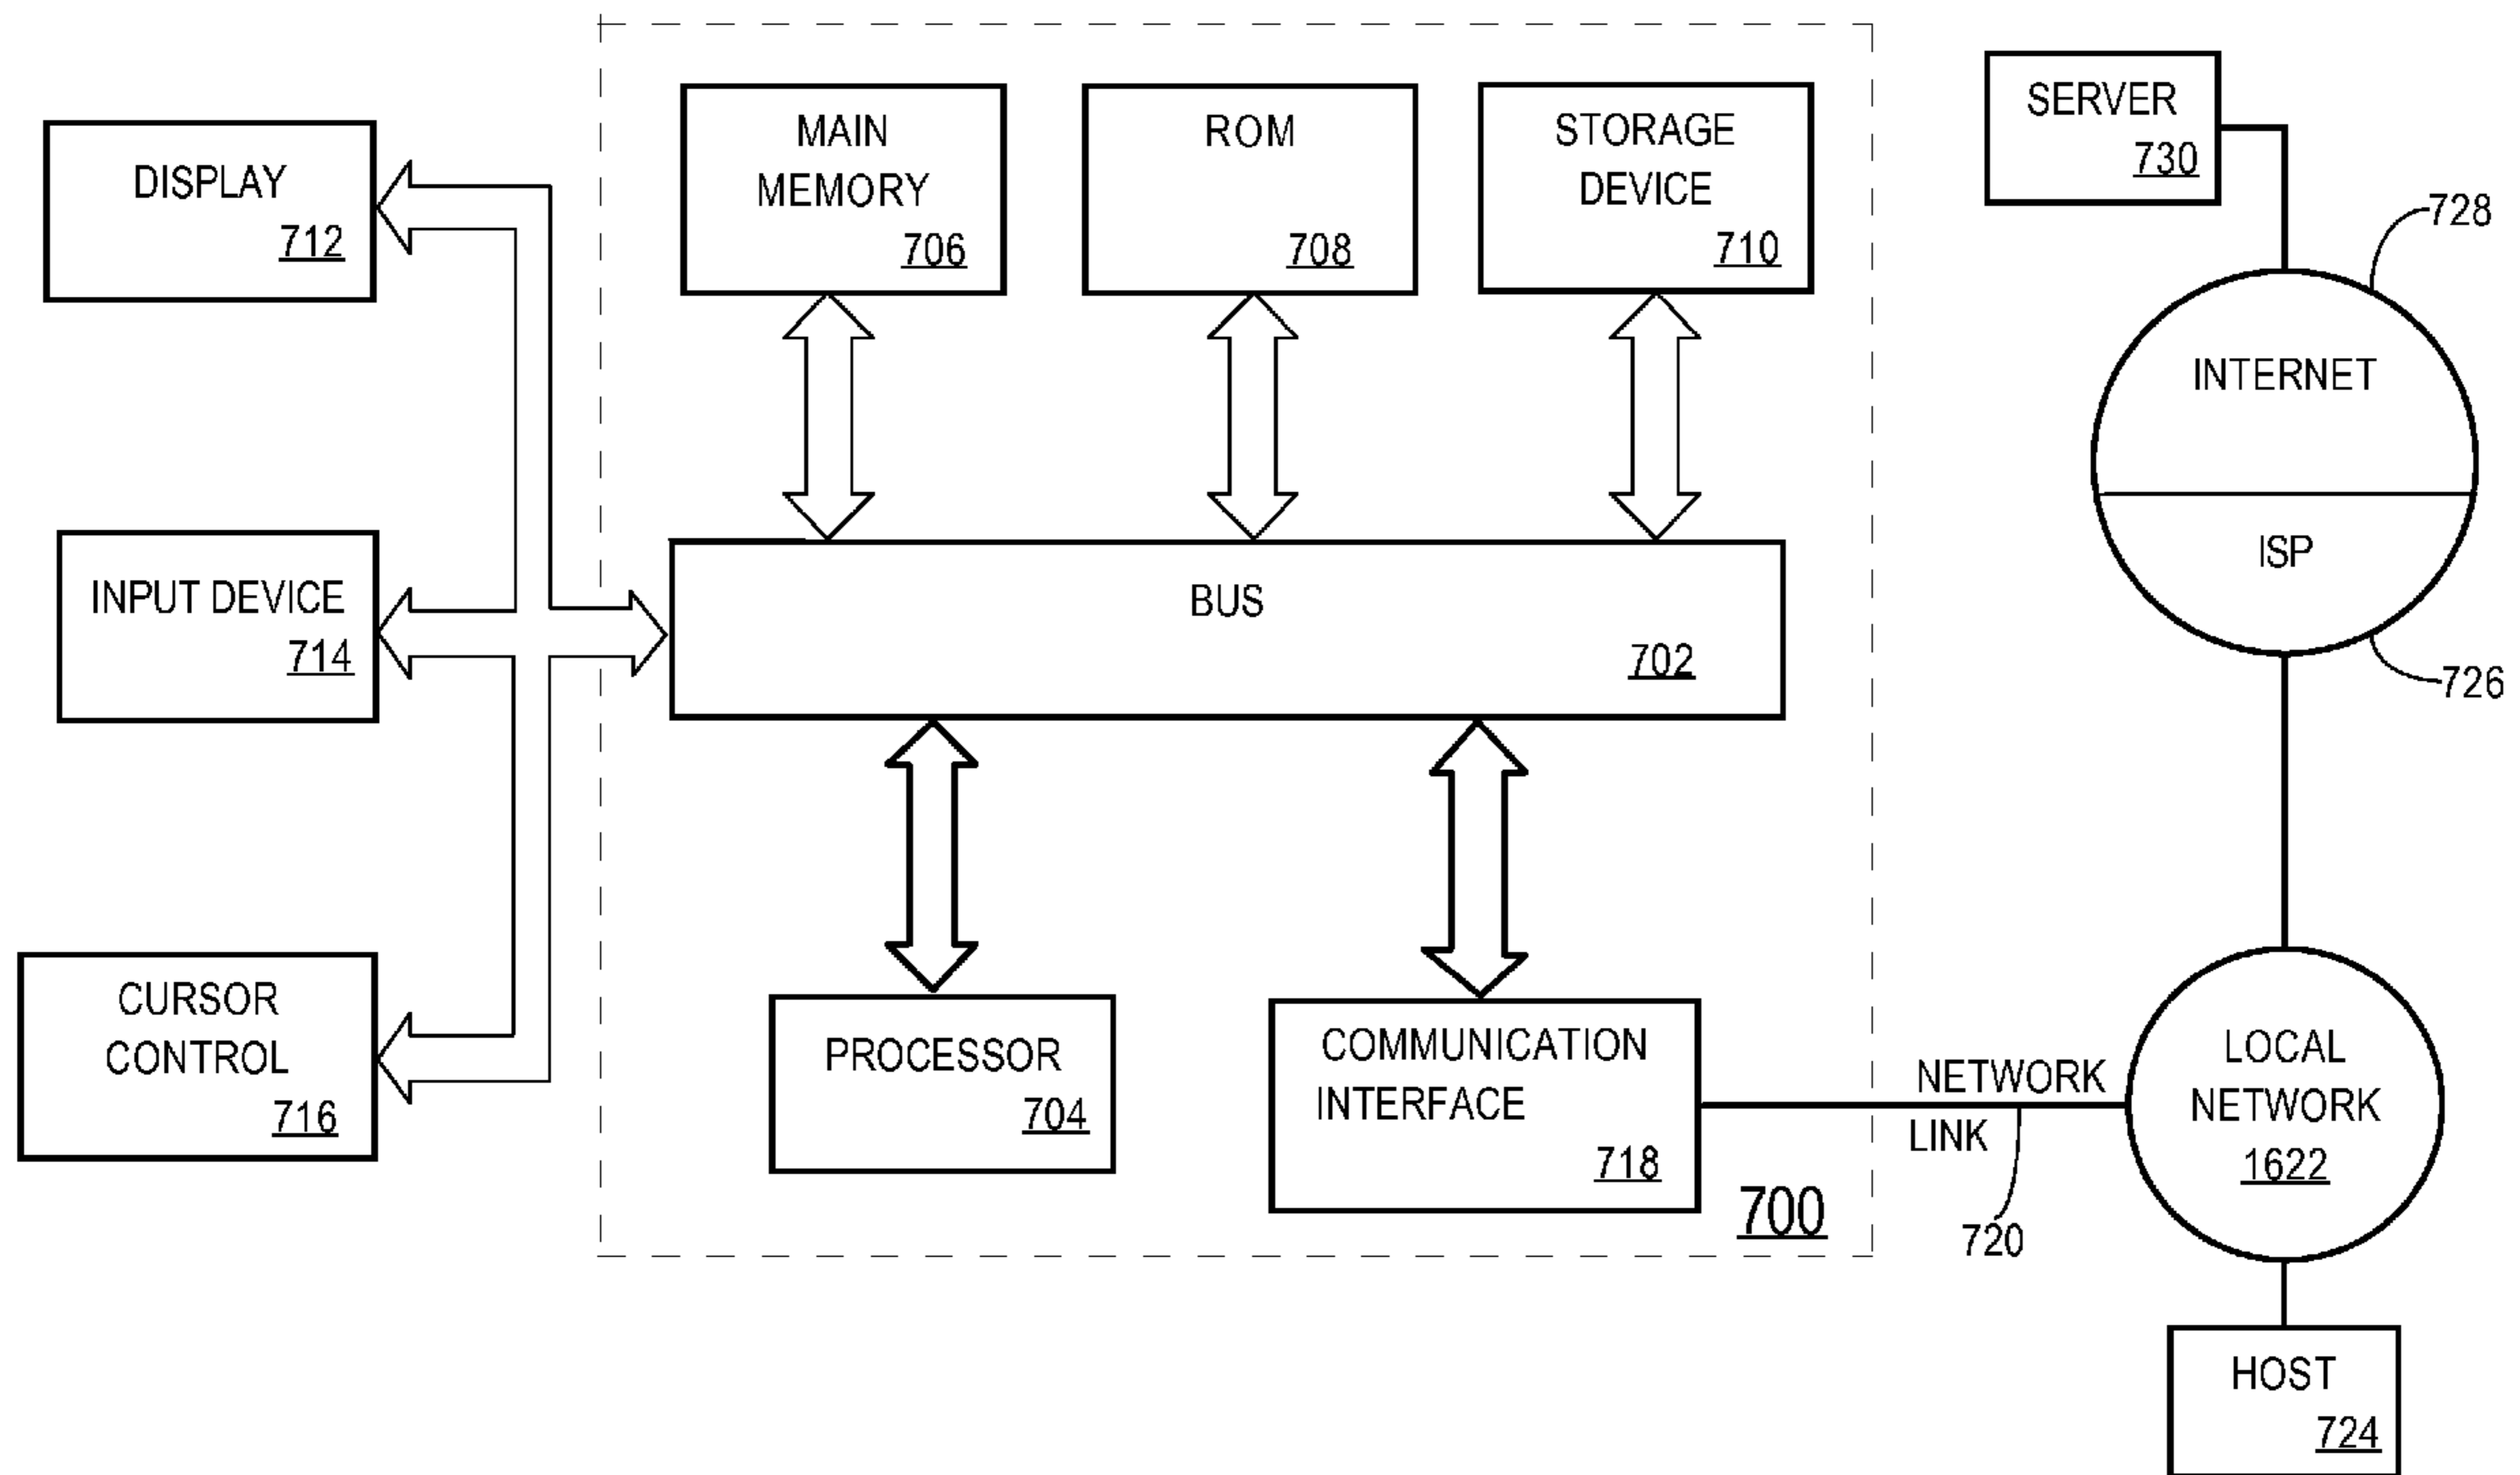 DISPLAY
712
INPUT DEVICE
714
CURSOR
CONTROL
716
MAIN
MEMORY
706
ROM
708
STORAGE
DEVICE
710
BUS
702
PROCESSOR
704
COMMUNICATION
INTERFACE
718
700
SERVER
730
728
INTERNET
ISP
726
NETWORK
LINK
720
LOCAL
NETWORK
1622
HOST
724